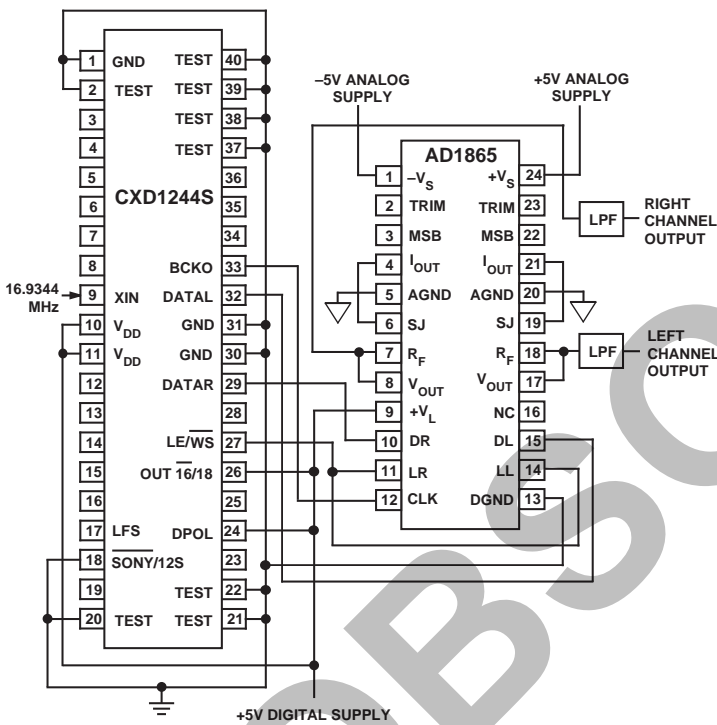 CXD1244S
1 GND
2 TEST
3
4
5
6
7
8
16.9344
MHz
9 XIN
10 VDD
11 VDD
12
13
14
15
16
17 LFS
18 SONY/12S
19
20 TEST
TEST 40
TEST 39
TEST 38
TEST 37
36
35
34
BCKO 33
DATAL 32
GND 31
GND 30
DATAR 29
28
LE/WS 27
OUT 16/18 26
25
DPOL 24
23
TEST 22
TEST 21
–5V ANALOG
SUPPLY
+5V ANALOG
SUPPLY
AD1865
1 –VS
2 TRIM
3 MSB
4 IOUT
5 AGND
6 SJ
7 RF
8 VOUT
9 +VL
10 DR
11 LR
12 CLK
+VS 24
TRIM 23
MSB 22
IOUT 21
AGND 20
SJ 19
RF 18
VOUT 17
NC 16
DL 15
LL 14
DGND 13
LPF
RIGHT
CHANNEL
OUTPUT
LPF
LEFT
CHANNEL
OUTPUT
+5V DIGITAL SUPPLY
OBSO